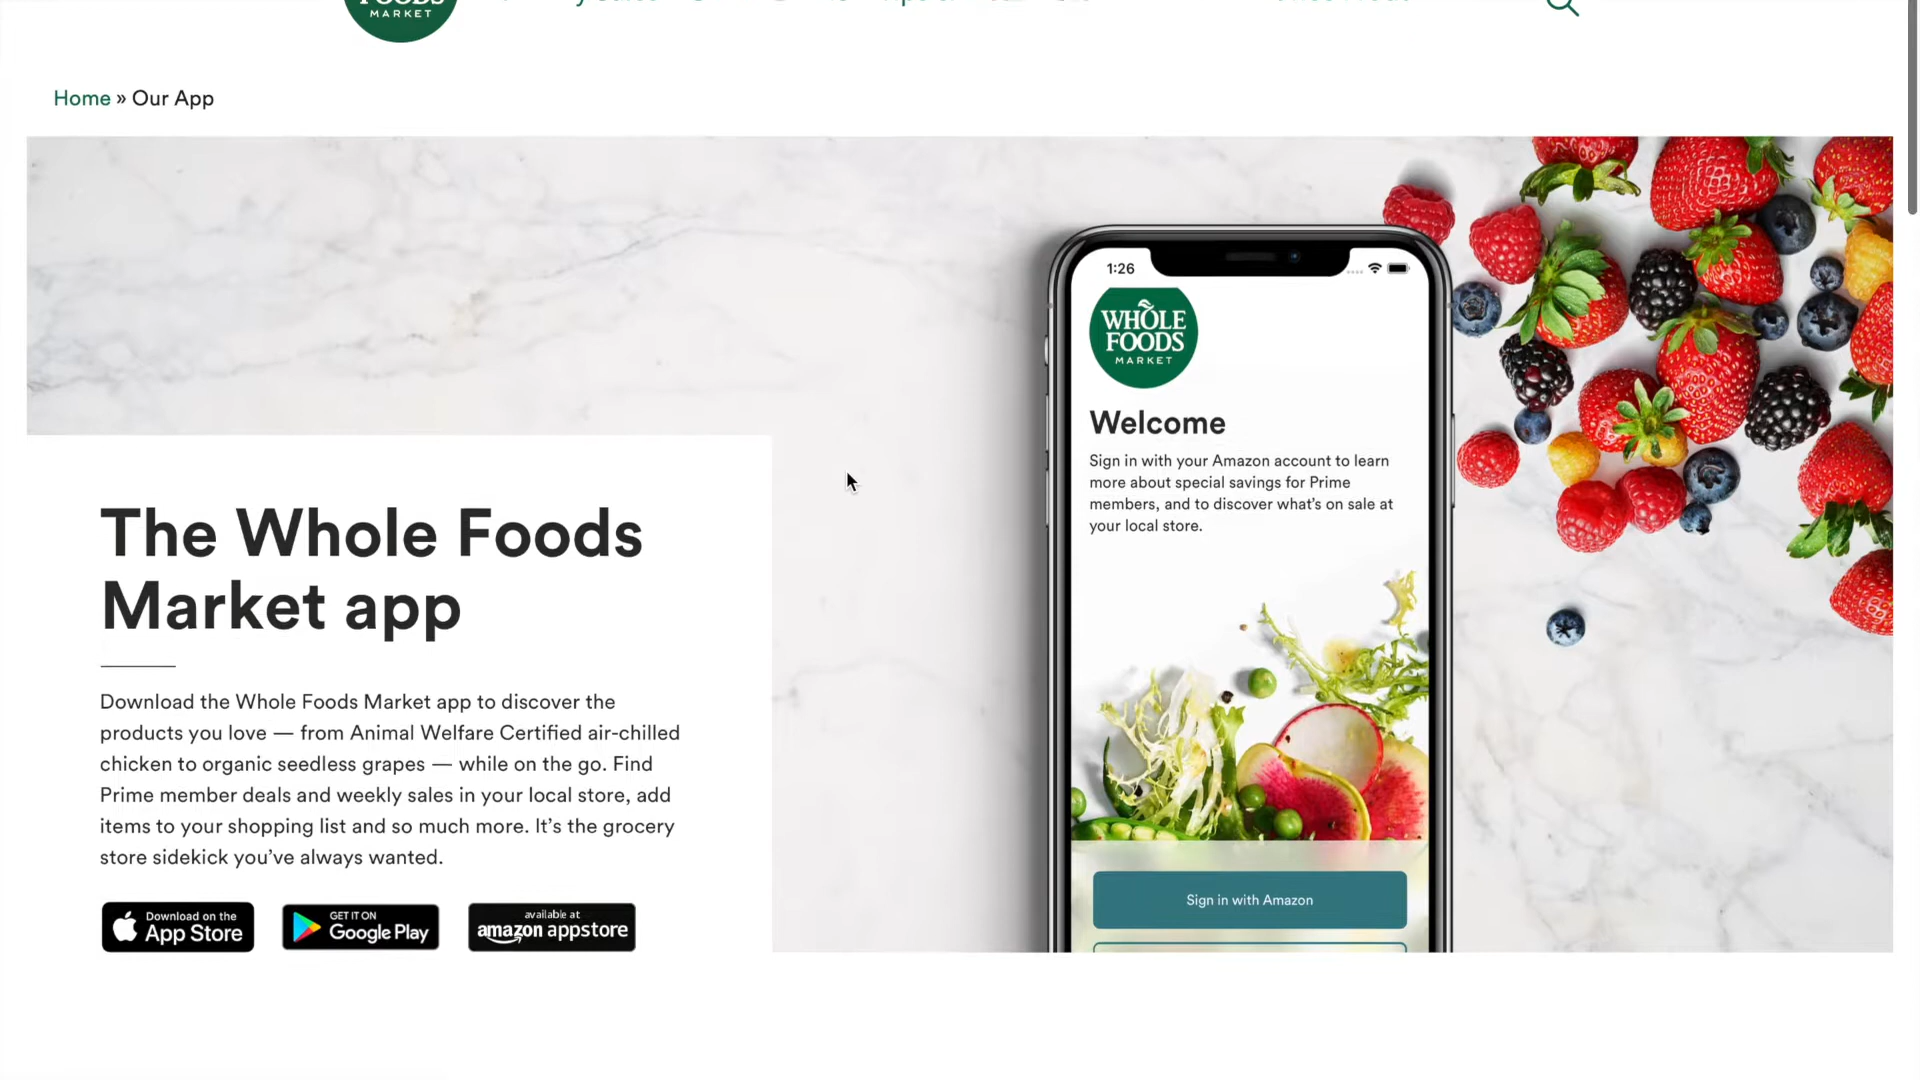 MARKET
Home » Our App
1:26
WHOLE
FOODS
MARKET
Welcome
Sign in with your Amazon account to learn
more about special savings for Prime
members, and to discover what's on sale at
your local store.
Sign in with Amazon
The Whole Foods
Market app
Download the Whole Foods Market app to discover the
products you love — from Animal Welfare Certified air-chilled
chicken to organic seedless grapes — while on the go. Find
Prime member deals and weekly sales in your local store, add
items to your shopping list and so much more. It's the grocery
store sidekick you've always wanted.
Download on the
App Store
GET IT ON
Google Play
available at
amazon appstore